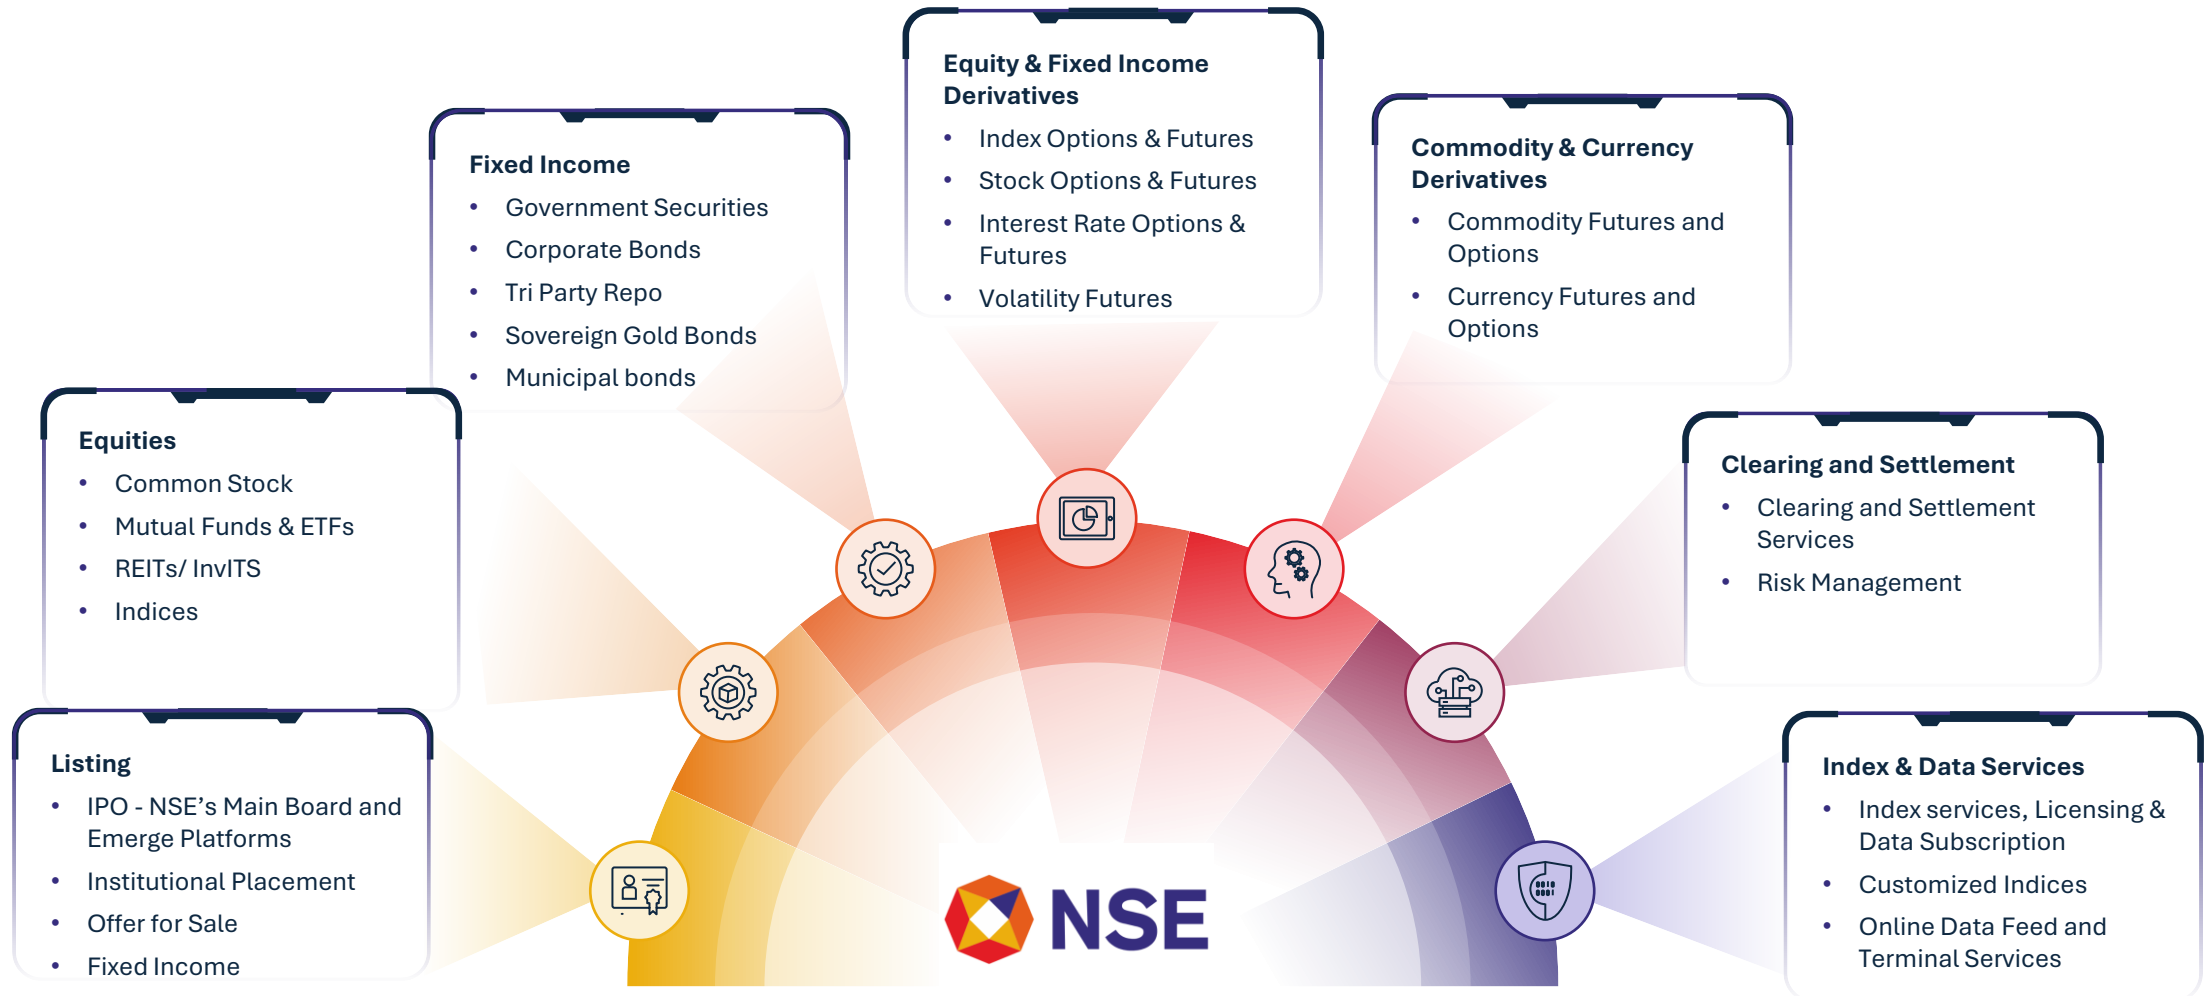 Equity & Fixed Income
Derivatives
• Index Options & Futures
• Stock Options & Futures
• Interest Rate Options &
Futures
• Volatility Futures
Commodity & Currency
Derivatives
• Commodity Futures and
Options
• Currency Futures and
Options
Fixed Income
• Government Securities
• Corporate Bonds
• Tri Party Repo
• Sovereign Gold Bonds
• Municipal bonds
Equities
• Common Stock
• Mutual Funds & ETFs
• REITs/ InvITS
• Indices
Clearing and Settlement
• Clearing and Settlement
Services
• Risk Management
Listing
• IPO - NSE’s Main Board and
Emerge Platforms
• Institutional Placement
• Offer for Sale
• Fixed Income
Index & Data Services
• Index services, Licensing &
Data Subscription
• Customized Indices
• Online Data Feed and
Terminal Services
NSE